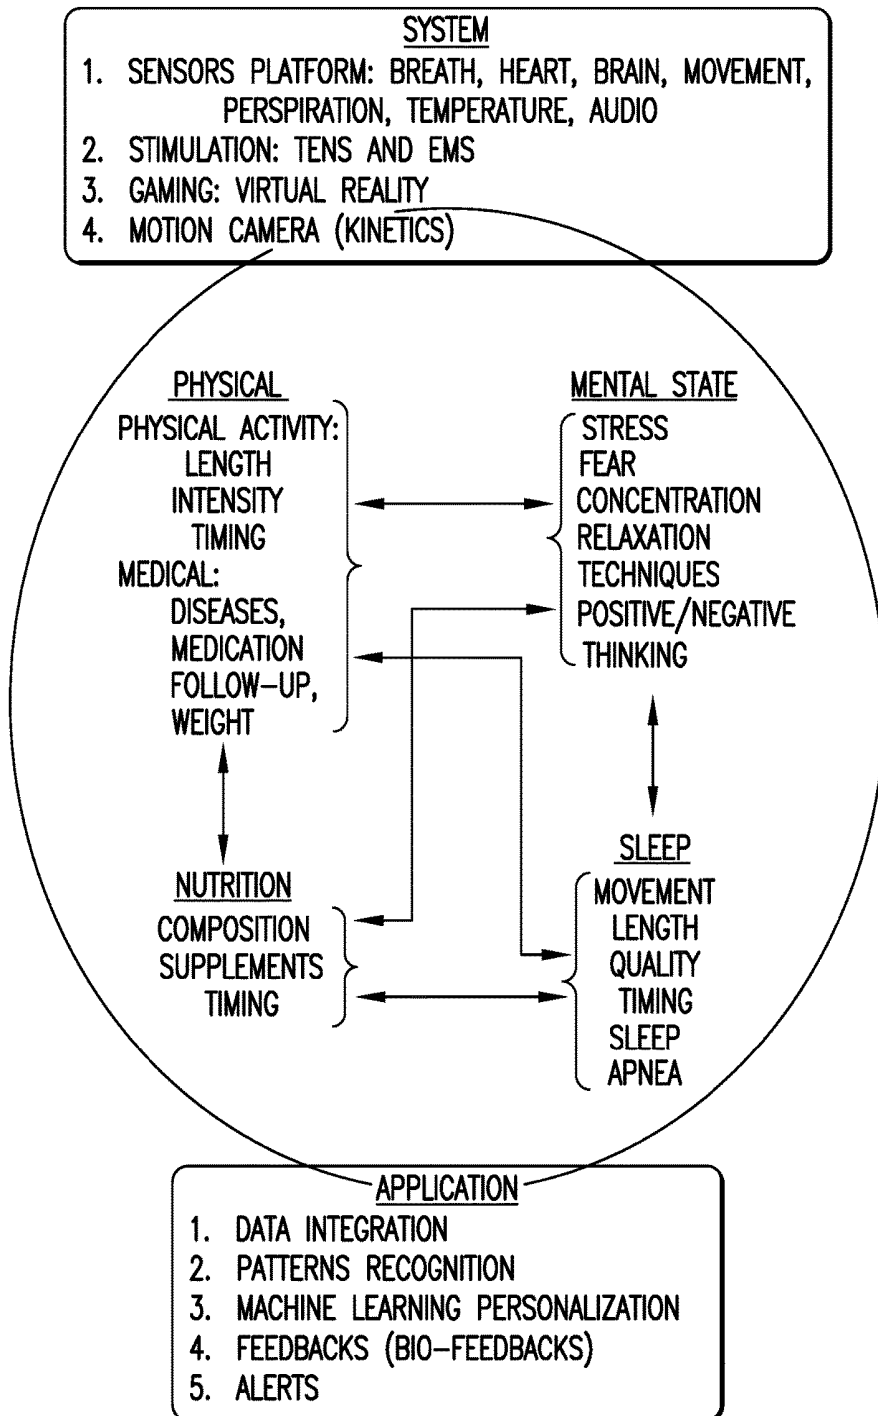 SYSTEM
1. SENSORS PLATFORM: BREATH, HEART, BRAIN, MOVEMENT,
PERSPIRATION, TEMPERATURE, AUDIO
2. STIMULATION: TENS AND EMS
3. GAMING: VIRTUAL REALITY
4. MOTION CAMERA (KINETICS)
PHYSICAL
PHYSICAL ACTIVITY:
LENGTH
INTENSITY
TIMING
MEDICAL:
DISEASES,
MEDICATION
FOLLOW-UP,
WEIGHT
MENTAL STATE
STRESS
FEAR
CONCENTRATION
RELAXATION
TECHNIQUES
POSITIVE/NEGATIVE
THINKING
NUTRITION
COMPOSITION
SUPPLEMENTS
TIMING
SLEEP
MOVEMENT
LENGTH
QUALITY
TIMING
SLEEP
APNEA
APPLICATION
1. DATA INTEGRATION
2. PATTERNS RECOGNITION
3. MACHINE LEARNING PERSONALIZATION
4. FEEDBACKS (BIO-FEEDBACKS)
5. ALERTS